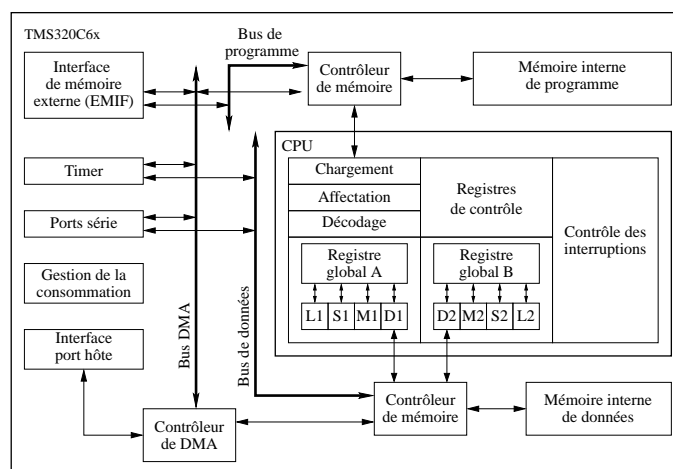 TMS320C6x
Bus de
programme
Interface
de mémoire
externe (EMIF)
Contrôleur
de mémoire
Mémoire interne
de programme
CPU
Timer
Chargement
Affectation
Décodage
Registres
de contrôle
Contrôle des
interruptions
Ports série
Registre
global A
Registre
global B
Gestion de la
consommation
L1 S1 M1 D1
D2 M2 S2 L2
Interface
port hôte
Bus DMA
Bus de données
Contrôleur
de DMA
Contrôleur
de mémoire
Mémoire interne
de données